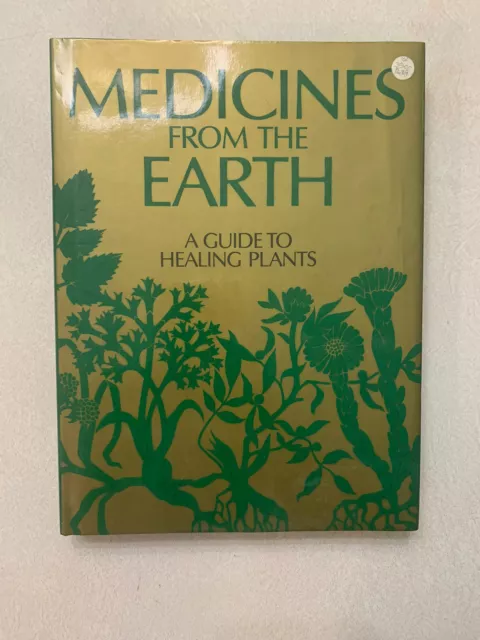 MEDICINES
FROM THE
EARTH
A GUIDE TO
HEALING PLANTS